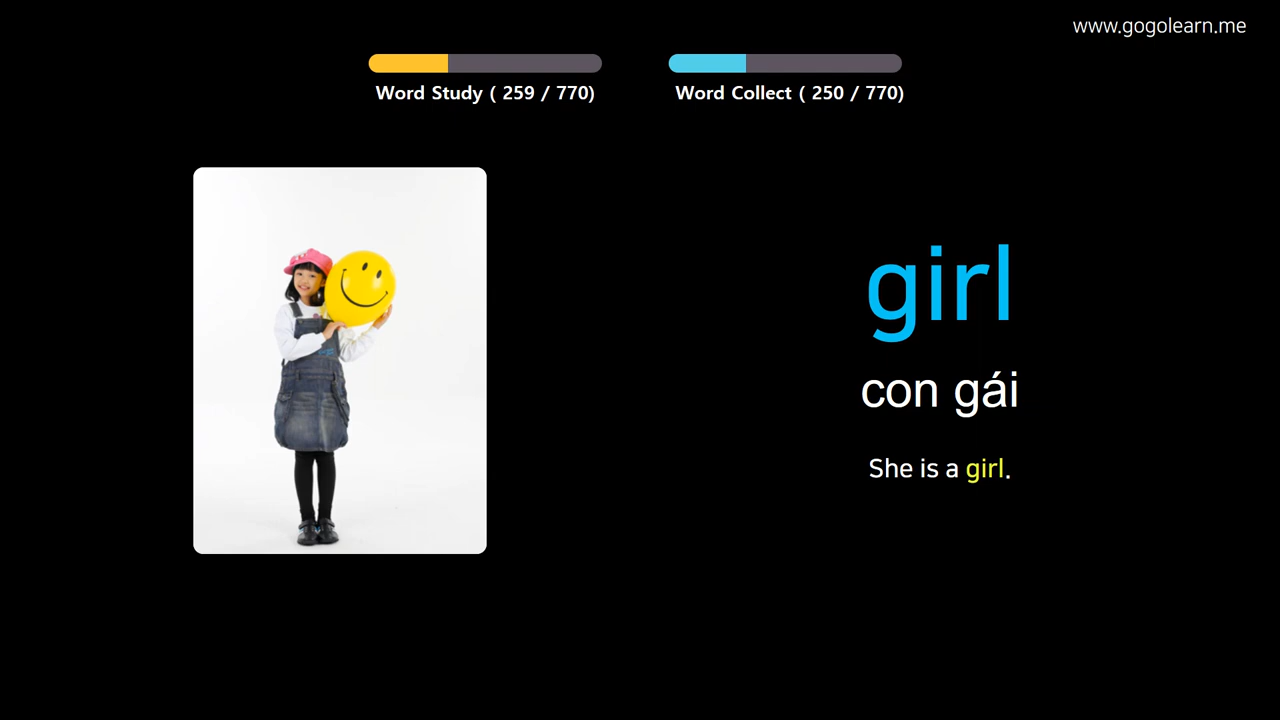 www.gogolearn.me
Word Study ( 259 / 770)
Word Collect ( 250 / 770)
girl
con gái
She is a girl.